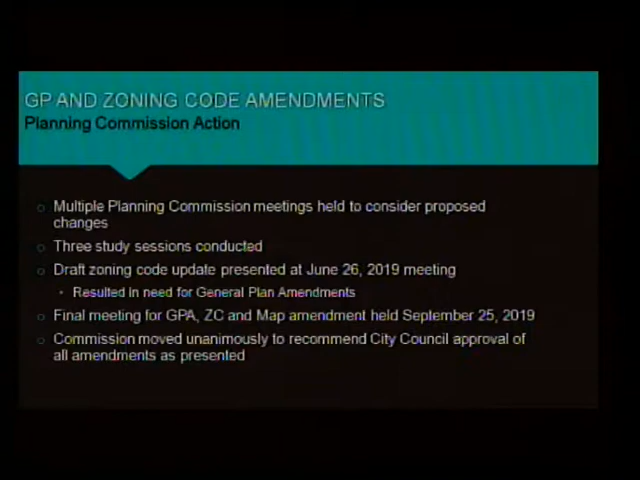 GP AND ZONING CODE AMENDMENTS
Planning Commission Action
Multiple Planning Commission meetings held to consider proposed
changes
Three study sessions conducted
Draft zoning code update presented at June 26, 2019 meeting
Resulted in need for General Plan Amendments
Final meeting for GPA, ZC and Map amendment held September 25, 2019
Commission moved unanimously to recommend City Council approval of
all amendments as presented